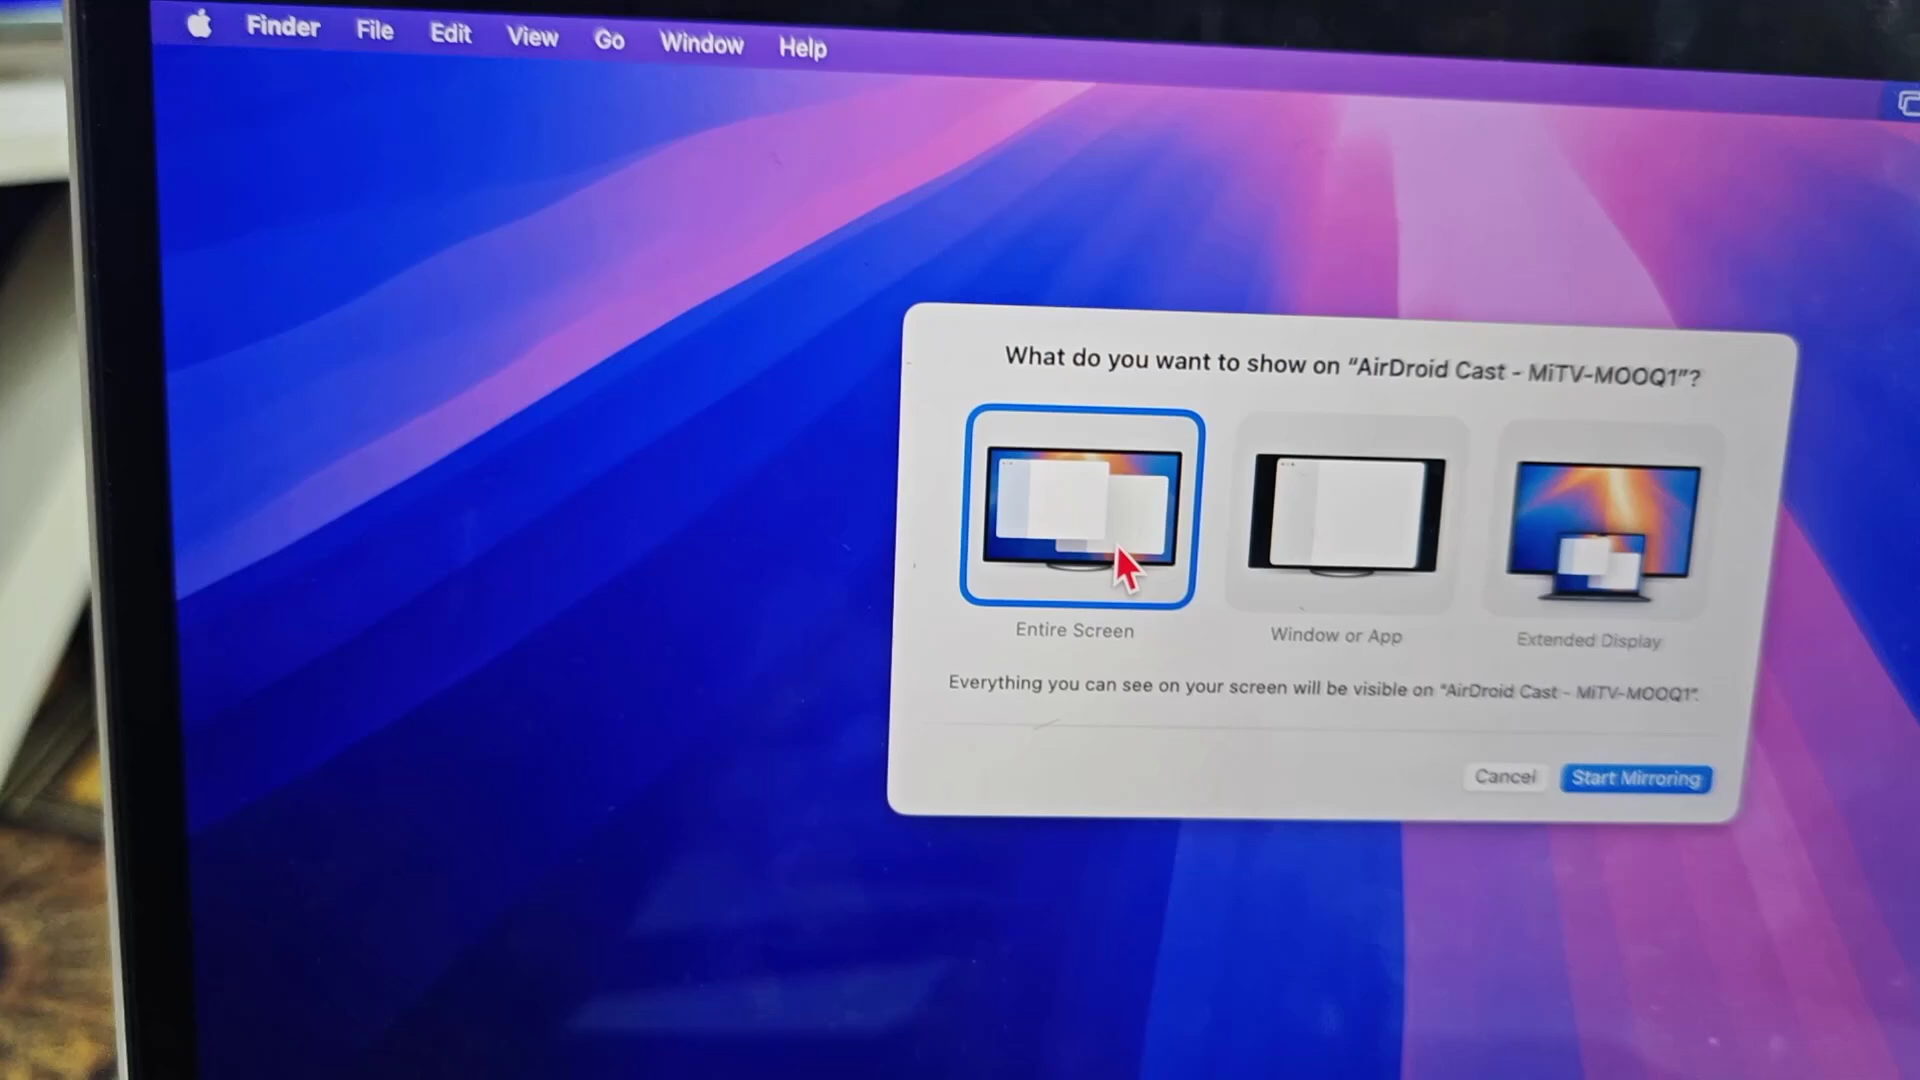 Finder File Edit View Go Window Help
What do you want to show on “AirDroid Cast - MiTV-MOOQ1”?
Entire Screen
Window or App
Extended Display
Everything you can see on your screen will be visible on “AirDroid Cast - MiTV-MOOQ1”.
Cancel
Start Mirroring